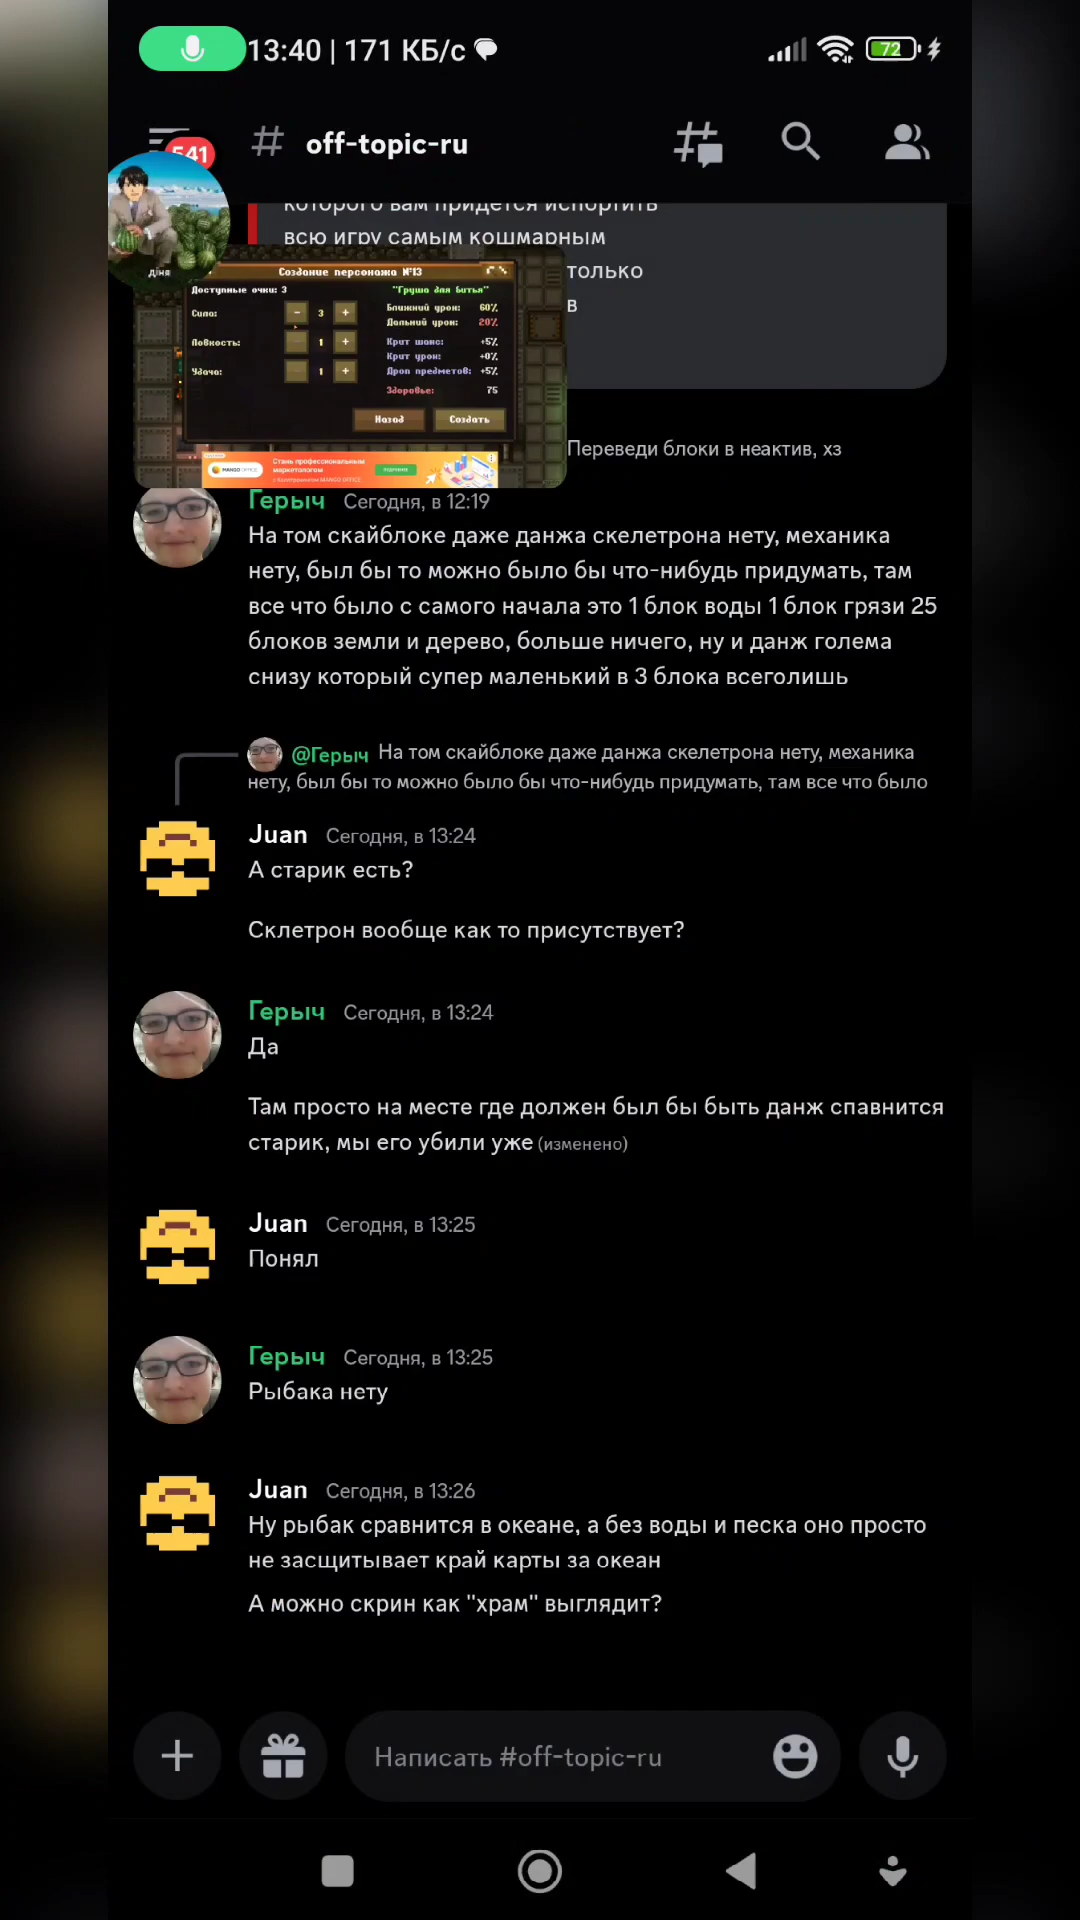 13:40 | 171 КБ/с
72
541
off-topic-ru
которого вам придется испортить
всю игру самым кошмарным
только
в
діня
Создание персонажа №13
Доступные очки: 3
"Груша для битья"
Сила:
- 3 +
Ближний урон: 60%
Дальний урон: 20%
Ловкость:
1 +
Крит шанс: +5%
Крит урон: +0%
Удача:
1 +
Дроп предметов: +5%
Здоровье: 75
Назад
Создать
MANGO OFFICE
Стань профессиональным
маркетологом
MANGO OFFICE
Переведи блоки в неактив, хз
Герыч Сегодня, в 12:19
На том скайблоке даже данжа скелетрона нету, механика
нету, был бы то можно было бы что-нибудь придумать, там
все что было с самого начала это 1 блок воды 1 блок грязи 25
блоков земли и дерево, больше ничего, ну и данж голема
снизу который супер маленький в 3 блока всеголишь
@Герыч На том скайблоке даже данжа скелетрона нету, механика
нету, был бы то можно было бы что-нибудь придумать, там все что было
Juan Сегодня, в 13:24
А старик есть?
Склетрон вообще как то присутствует?
Герыч Сегодня, в 13:24
Да
Там просто на месте где должен был бы быть данж спавнится
старик, мы его убили уже (изменено)
Juan Сегодня, в 13:25
Понял
Герыч Сегодня, в 13:25
Рыбака нету
Juan Сегодня, в 13:26
Ну рыбак сравнится в океане, а без воды и песка оно просто
не засщитывает край карты за океан
А можно скрин как "храм" выглядит?
Написать #off-topic-ru